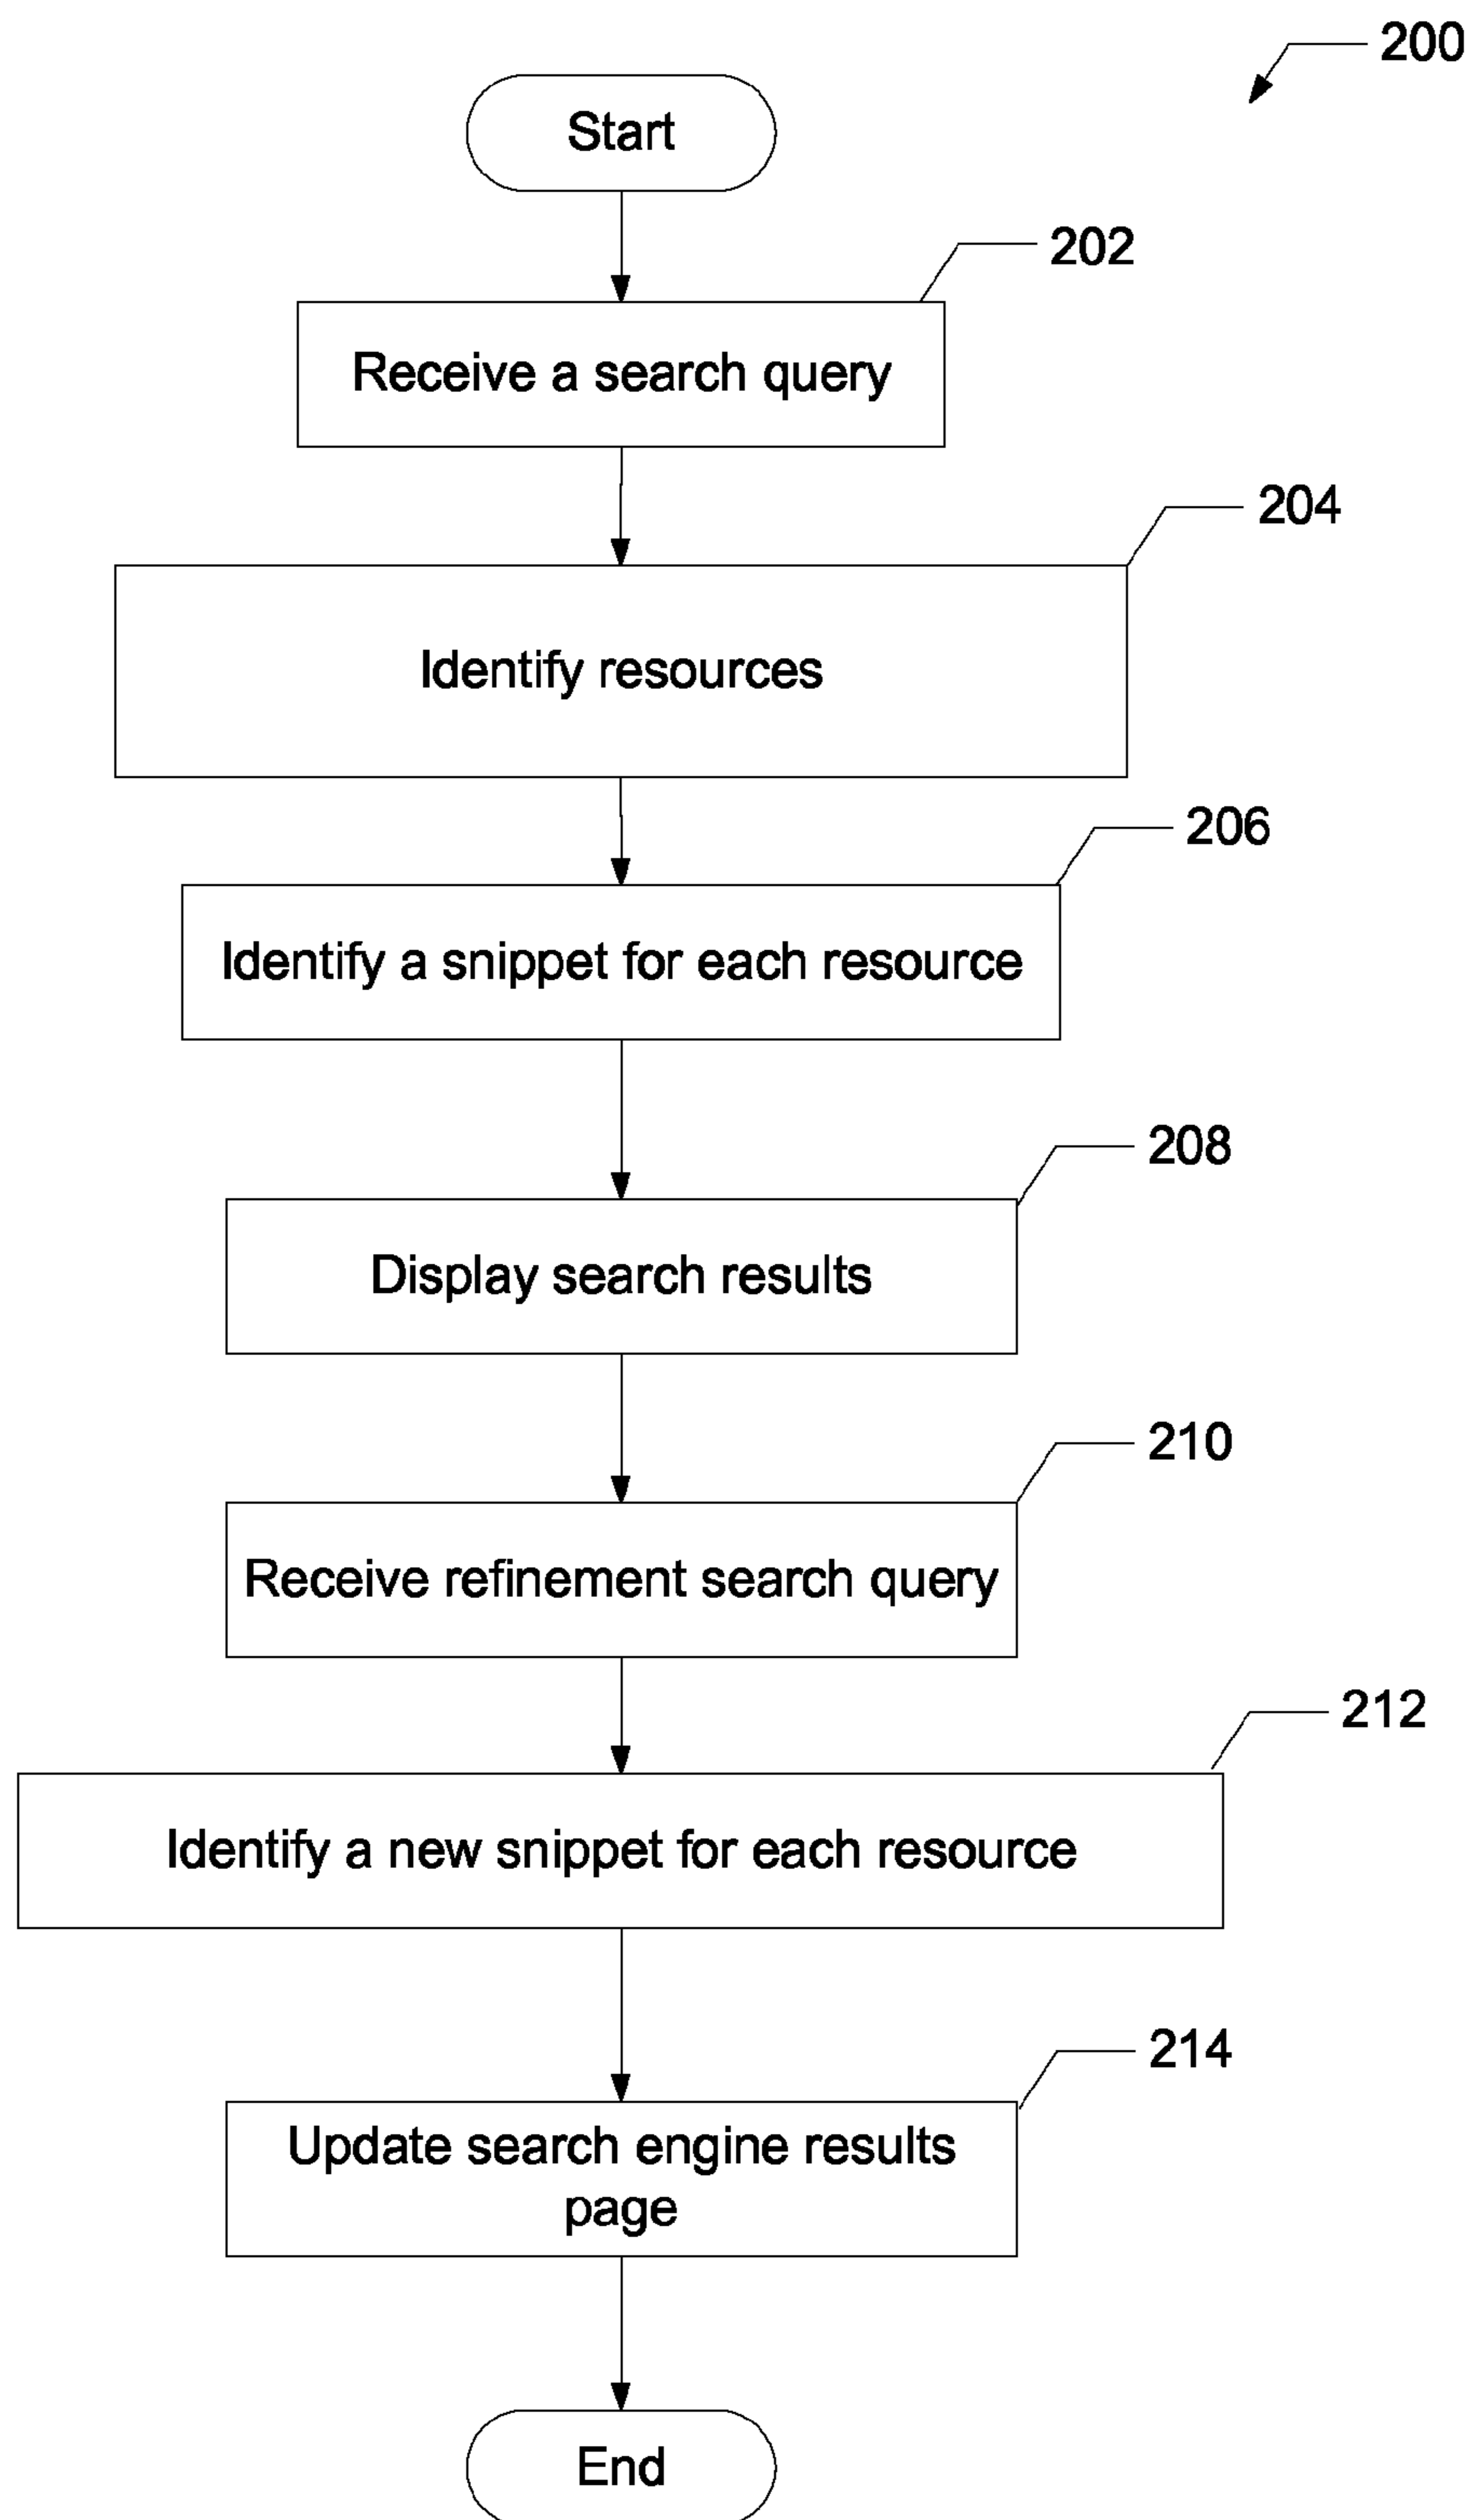 200
Start
202
Receive a search query
204
Identify resources
206
Identify a snippet for each resource
208
Display search results
210
Receive refinement search query
212
Identify a new snippet for each resource
214
Update search engine results
page
End